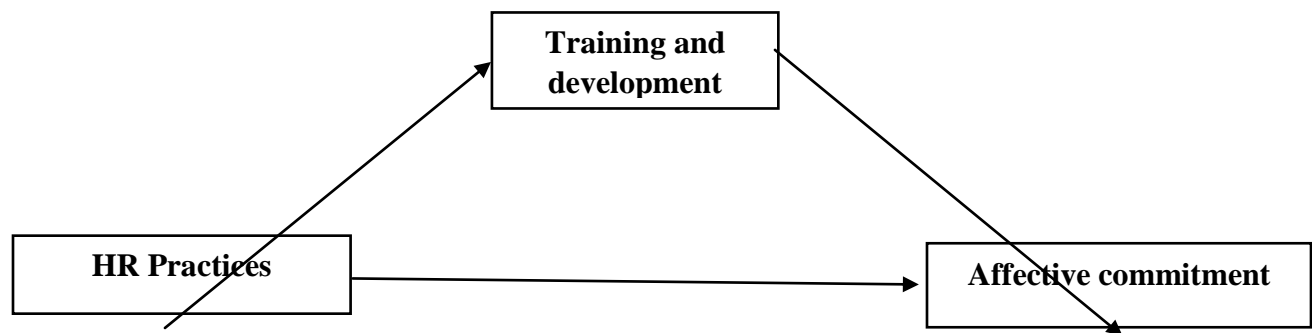 Training and
development
HR Practices
Affective commitment